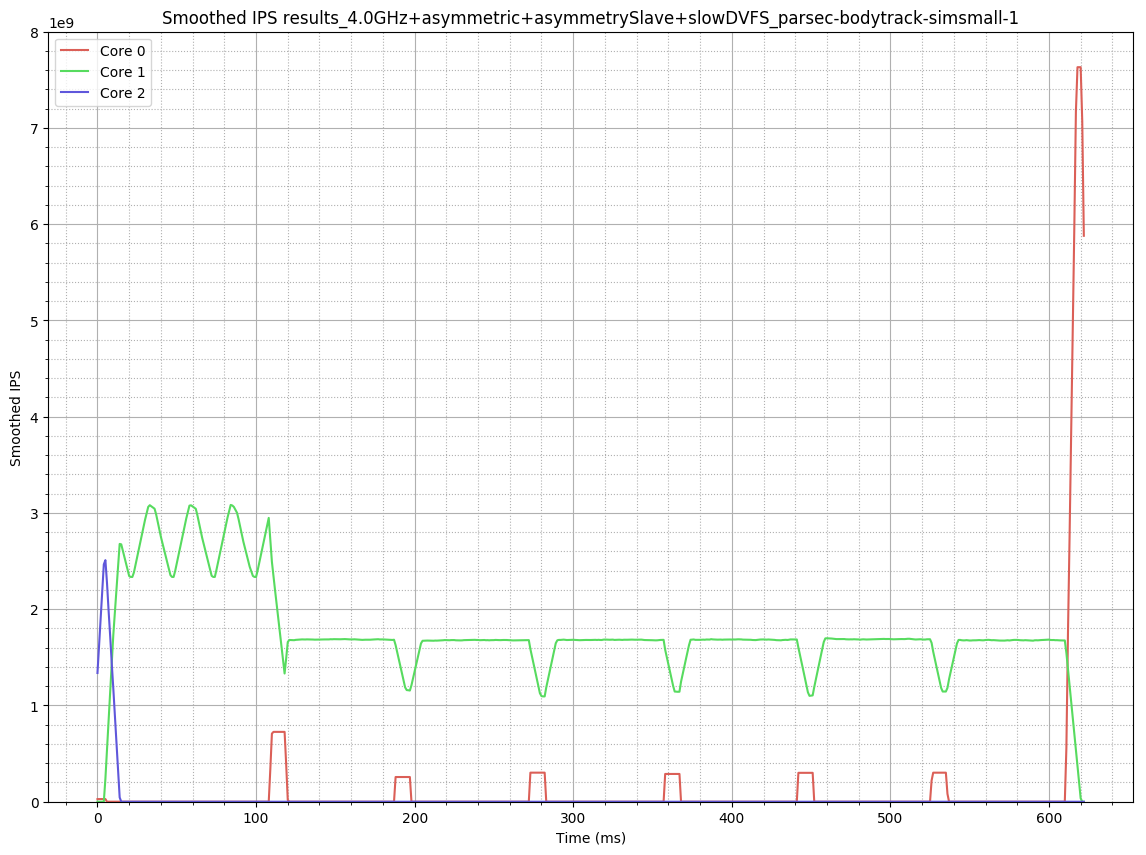 Smoothed IPS results_4.0GHz+asymmetric+asymmetrySlave+slowDVFS_parsec-bodytrack-simsmall-1
1e9
Core 0
Core 1
Core 2
8
7
6
5
4
3
2
1
0
Smoothed IPS
0 100 200 300 400 500 600
Time (ms)